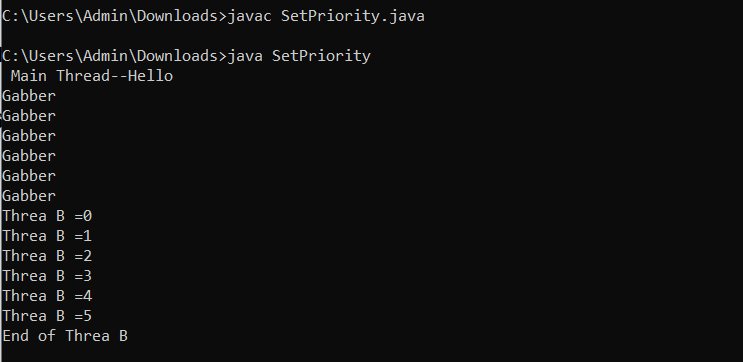 C:\Users\Admin\Downloads>javac SetPriority.java
C:\Users\Admin\Downloads>java SetPriority
 Main Thread--Hello
Gabber
Gabber
Gabber
Gabber
Gabber
Gabber
Threa B =0
Threa B =1
Threa B =2
Threa B =3
Threa B =4
Threa B =5
End of Threa B